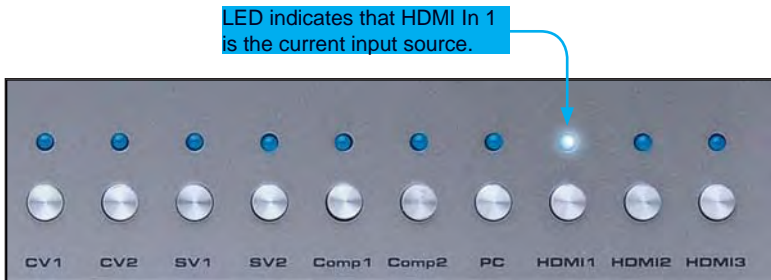 LED indicates that HDMI In 1
is the current input source.
CV1 CV2 SV1 SV2 Comp1 Comp2 PC HDMI1 HDMI2 HDMI3